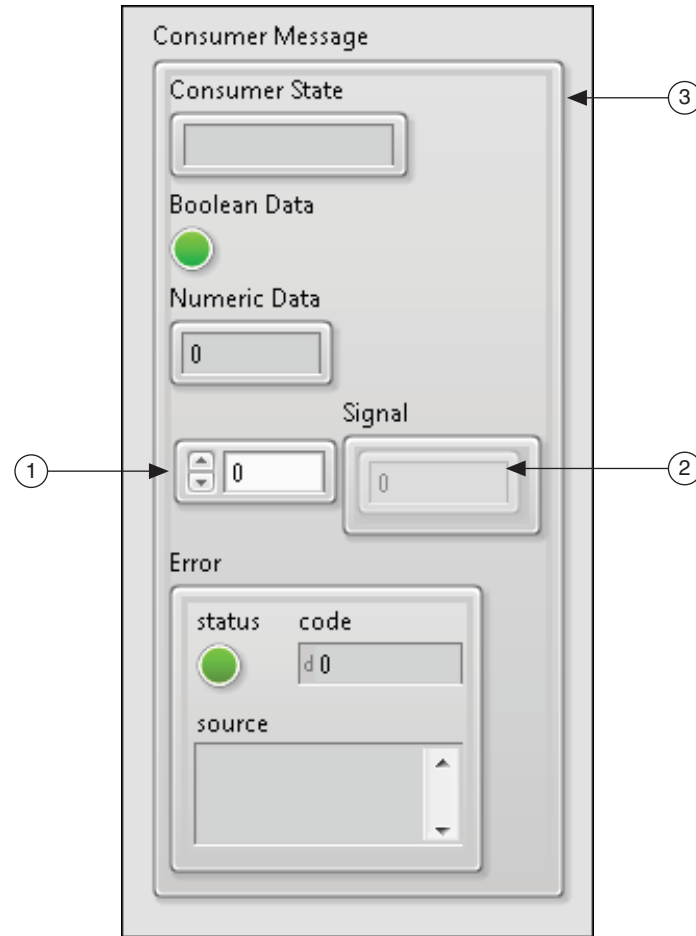 Consumer Message
Consumer State
3
Boolean Data
Numeric Data
0
Signal
1
0
0
2
Error
status code
d 0
source